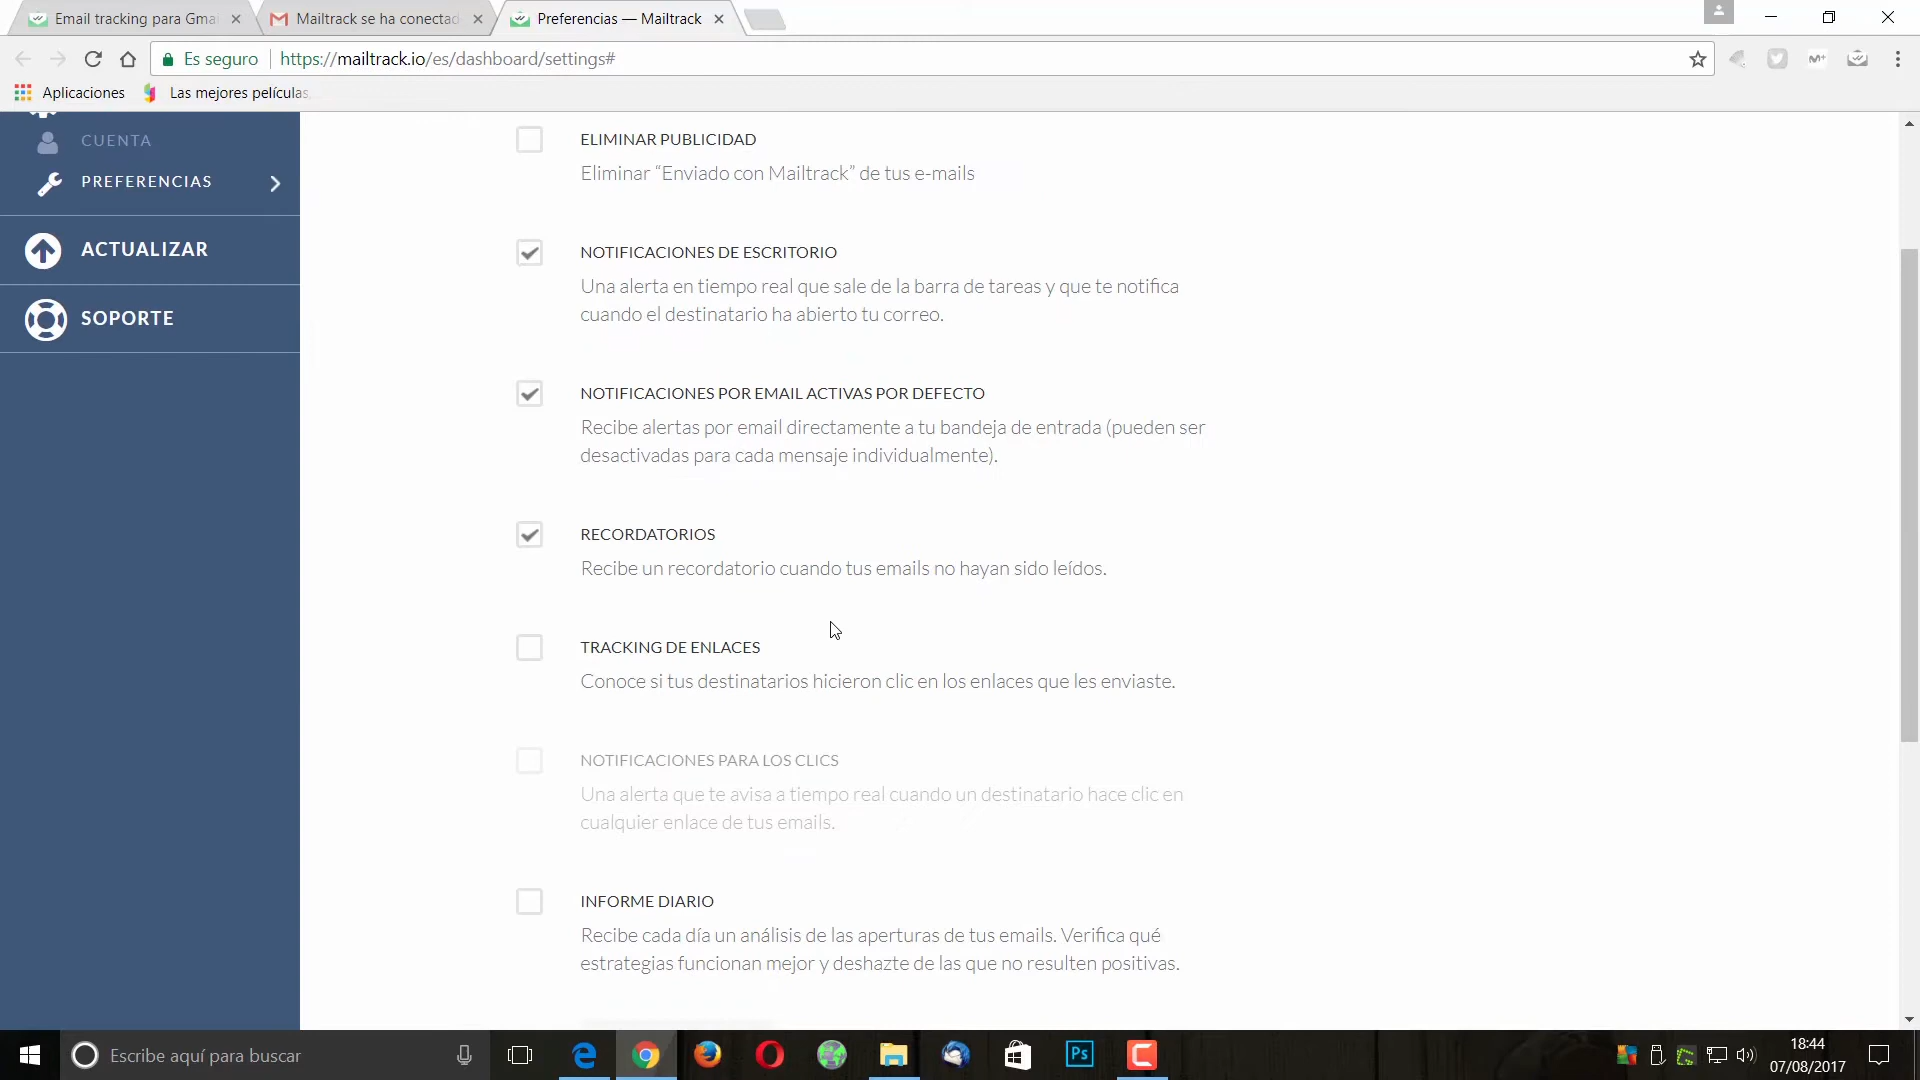 Email tracking para Gma
Mailtrack se ha conectad
Preferencias — Mailtrack
Es seguro
https://mailtrack.io/es/dashboard/settings#
Aplicaciones
Las mejores películas,
CUENTA
PREFERENCIAS
ACTUALIZAR
SOPORTE
ELIMINAR PUBLICIDAD
Eliminar “Enviado con Mailtrack” de tus e-mails
NOTIFICACIONES DE ESCRITORIO
Una alerta en tiempo real que sale de la barra de tareas y que te notifica
cuando el destinatario ha abierto tu correo.
NOTIFICACIONES POR EMAIL ACTIVAS POR DEFECTO
Recibe alertas por email directamente a tu bandeja de entrada (pueden ser
desactivadas para cada mensaje individualmente).
RECORDATORIOS
Recibe un recordatorio cuando tus emails no hayan sido leídos.
TRACKING DE ENLACES
Conoce si tus destinatarios hicieron clic en los enlaces que les enviaste.
NOTIFICACIONES PARA LOS CLICS
Una alerta que te avisa a tiempo real cuando un destinatario hace clic en
cualquier enlace de tus emails.
INFORME DIARIO
Recibe cada día un análisis de las aperturas de tus emails. Verifica qué
estrategias funcionan mejor y deshazte de las que no resulten positivas.
Escribe aquí para buscar
Ps
18:44
07/08/2017